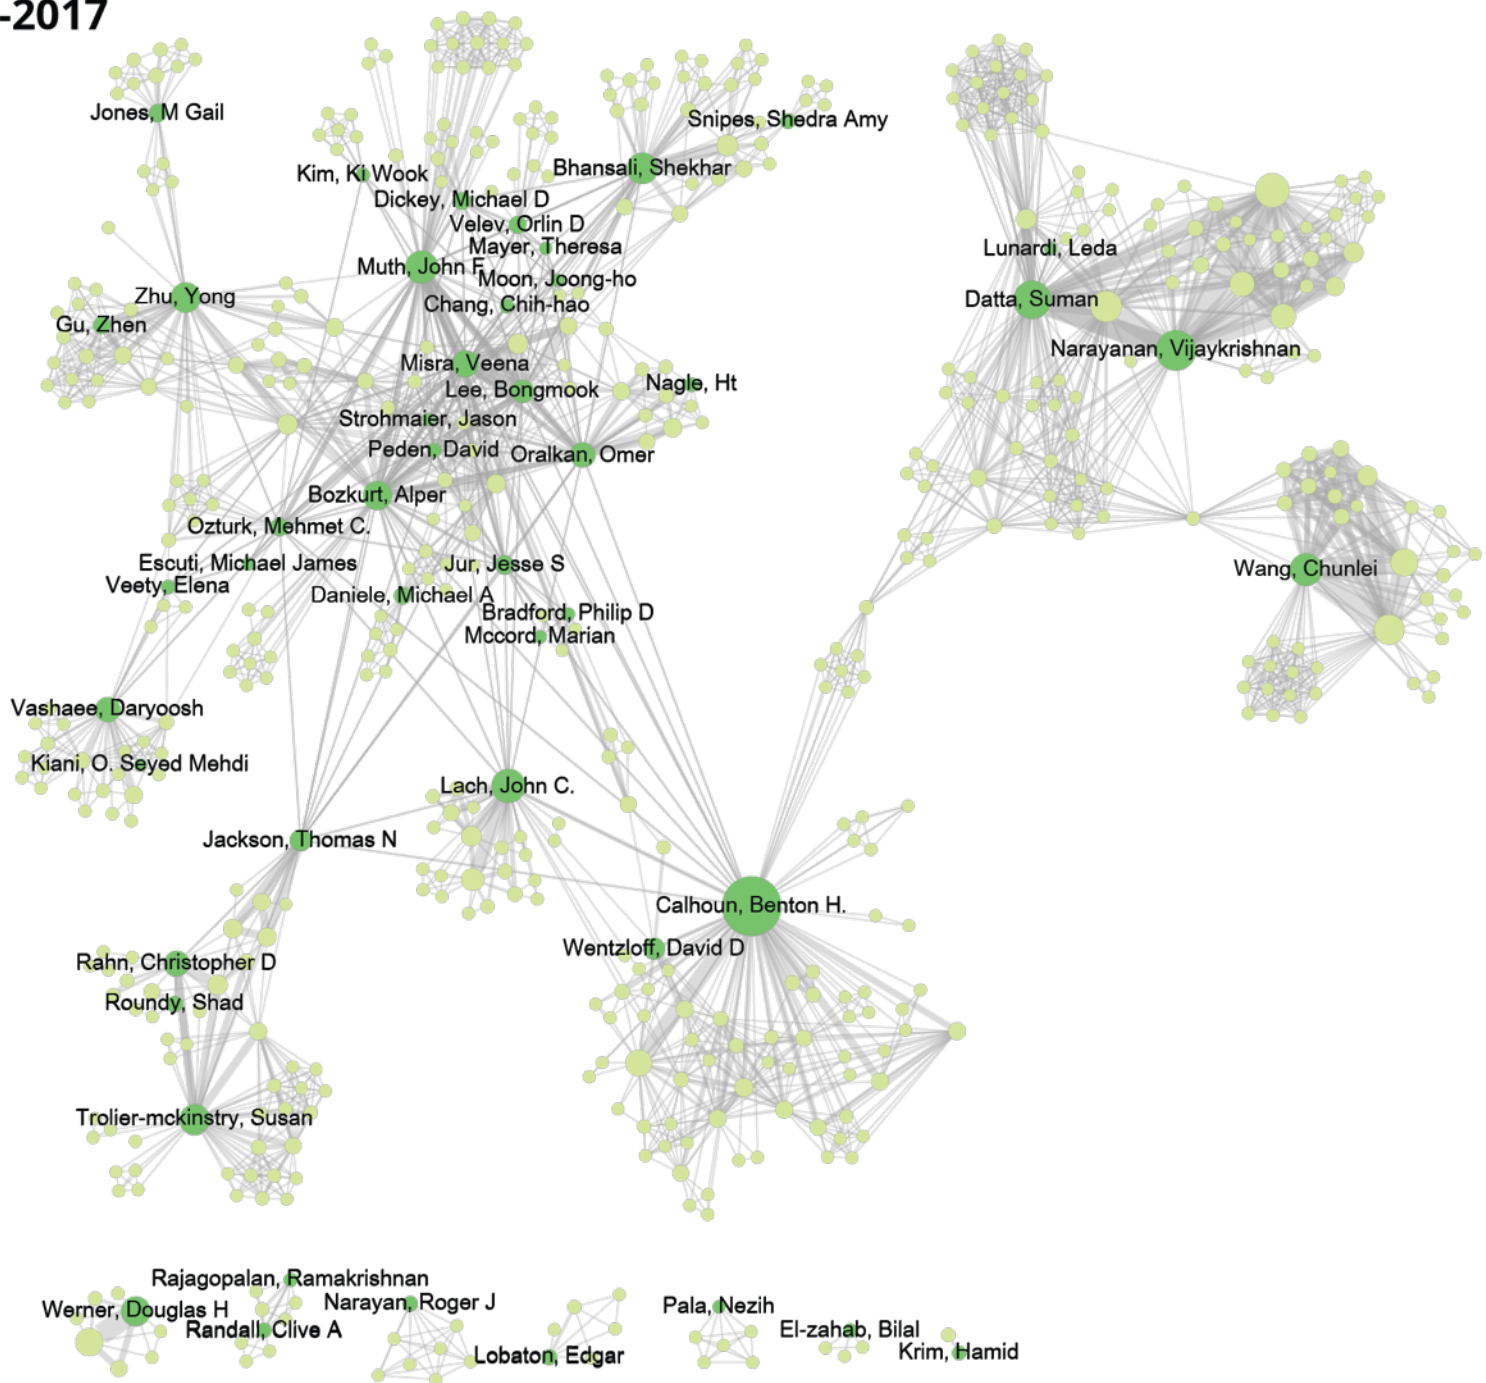 -2017
Jones, M Gail
Snipes, Shedra Amy
Bhansali, Shekhar
Kim, Ki Wook
Dickey, Michael D
Velev, Orlin D
Mayer, Theresa
Lunardi, Leda
Muth, John F
Moon, Joong-ho
Zhu, Yong
Chang, Chih-hao
Datta, Suman
Gu, Zhen
Narayanan, Vijaykrishnan
Misra, Veena
Nagle, Ht
Lee, Bongmook
Strohmaier, Jason
Peden, David
Oralkan, Omer
Bozkurt, Alper
Ozturk, Mehmet C.
Escuti, Michael James
Jur, Jesse S
Wang, Chunlei
Veety, Elena
Daniele, Michael A
Bradford, Philip D
Mccord, Marian
Vashaee, Daryoosh
Kiani, O. Seyed Mehdi
Lach, John C.
Jackson, Thomas N
Calhoun, Benton H.
Wentzloff, David D
Rahn, Christopher D
Roundy, Shad
Trolier-mckinstry, Susan
Rajagopalan, Ramakrishnan
Narayan, Roger J
Pala, Nezih
Werner, Douglas H
Randall, Clive A
El-zahab, Bilal
Lobaton, Edgar
Krim, Hamid